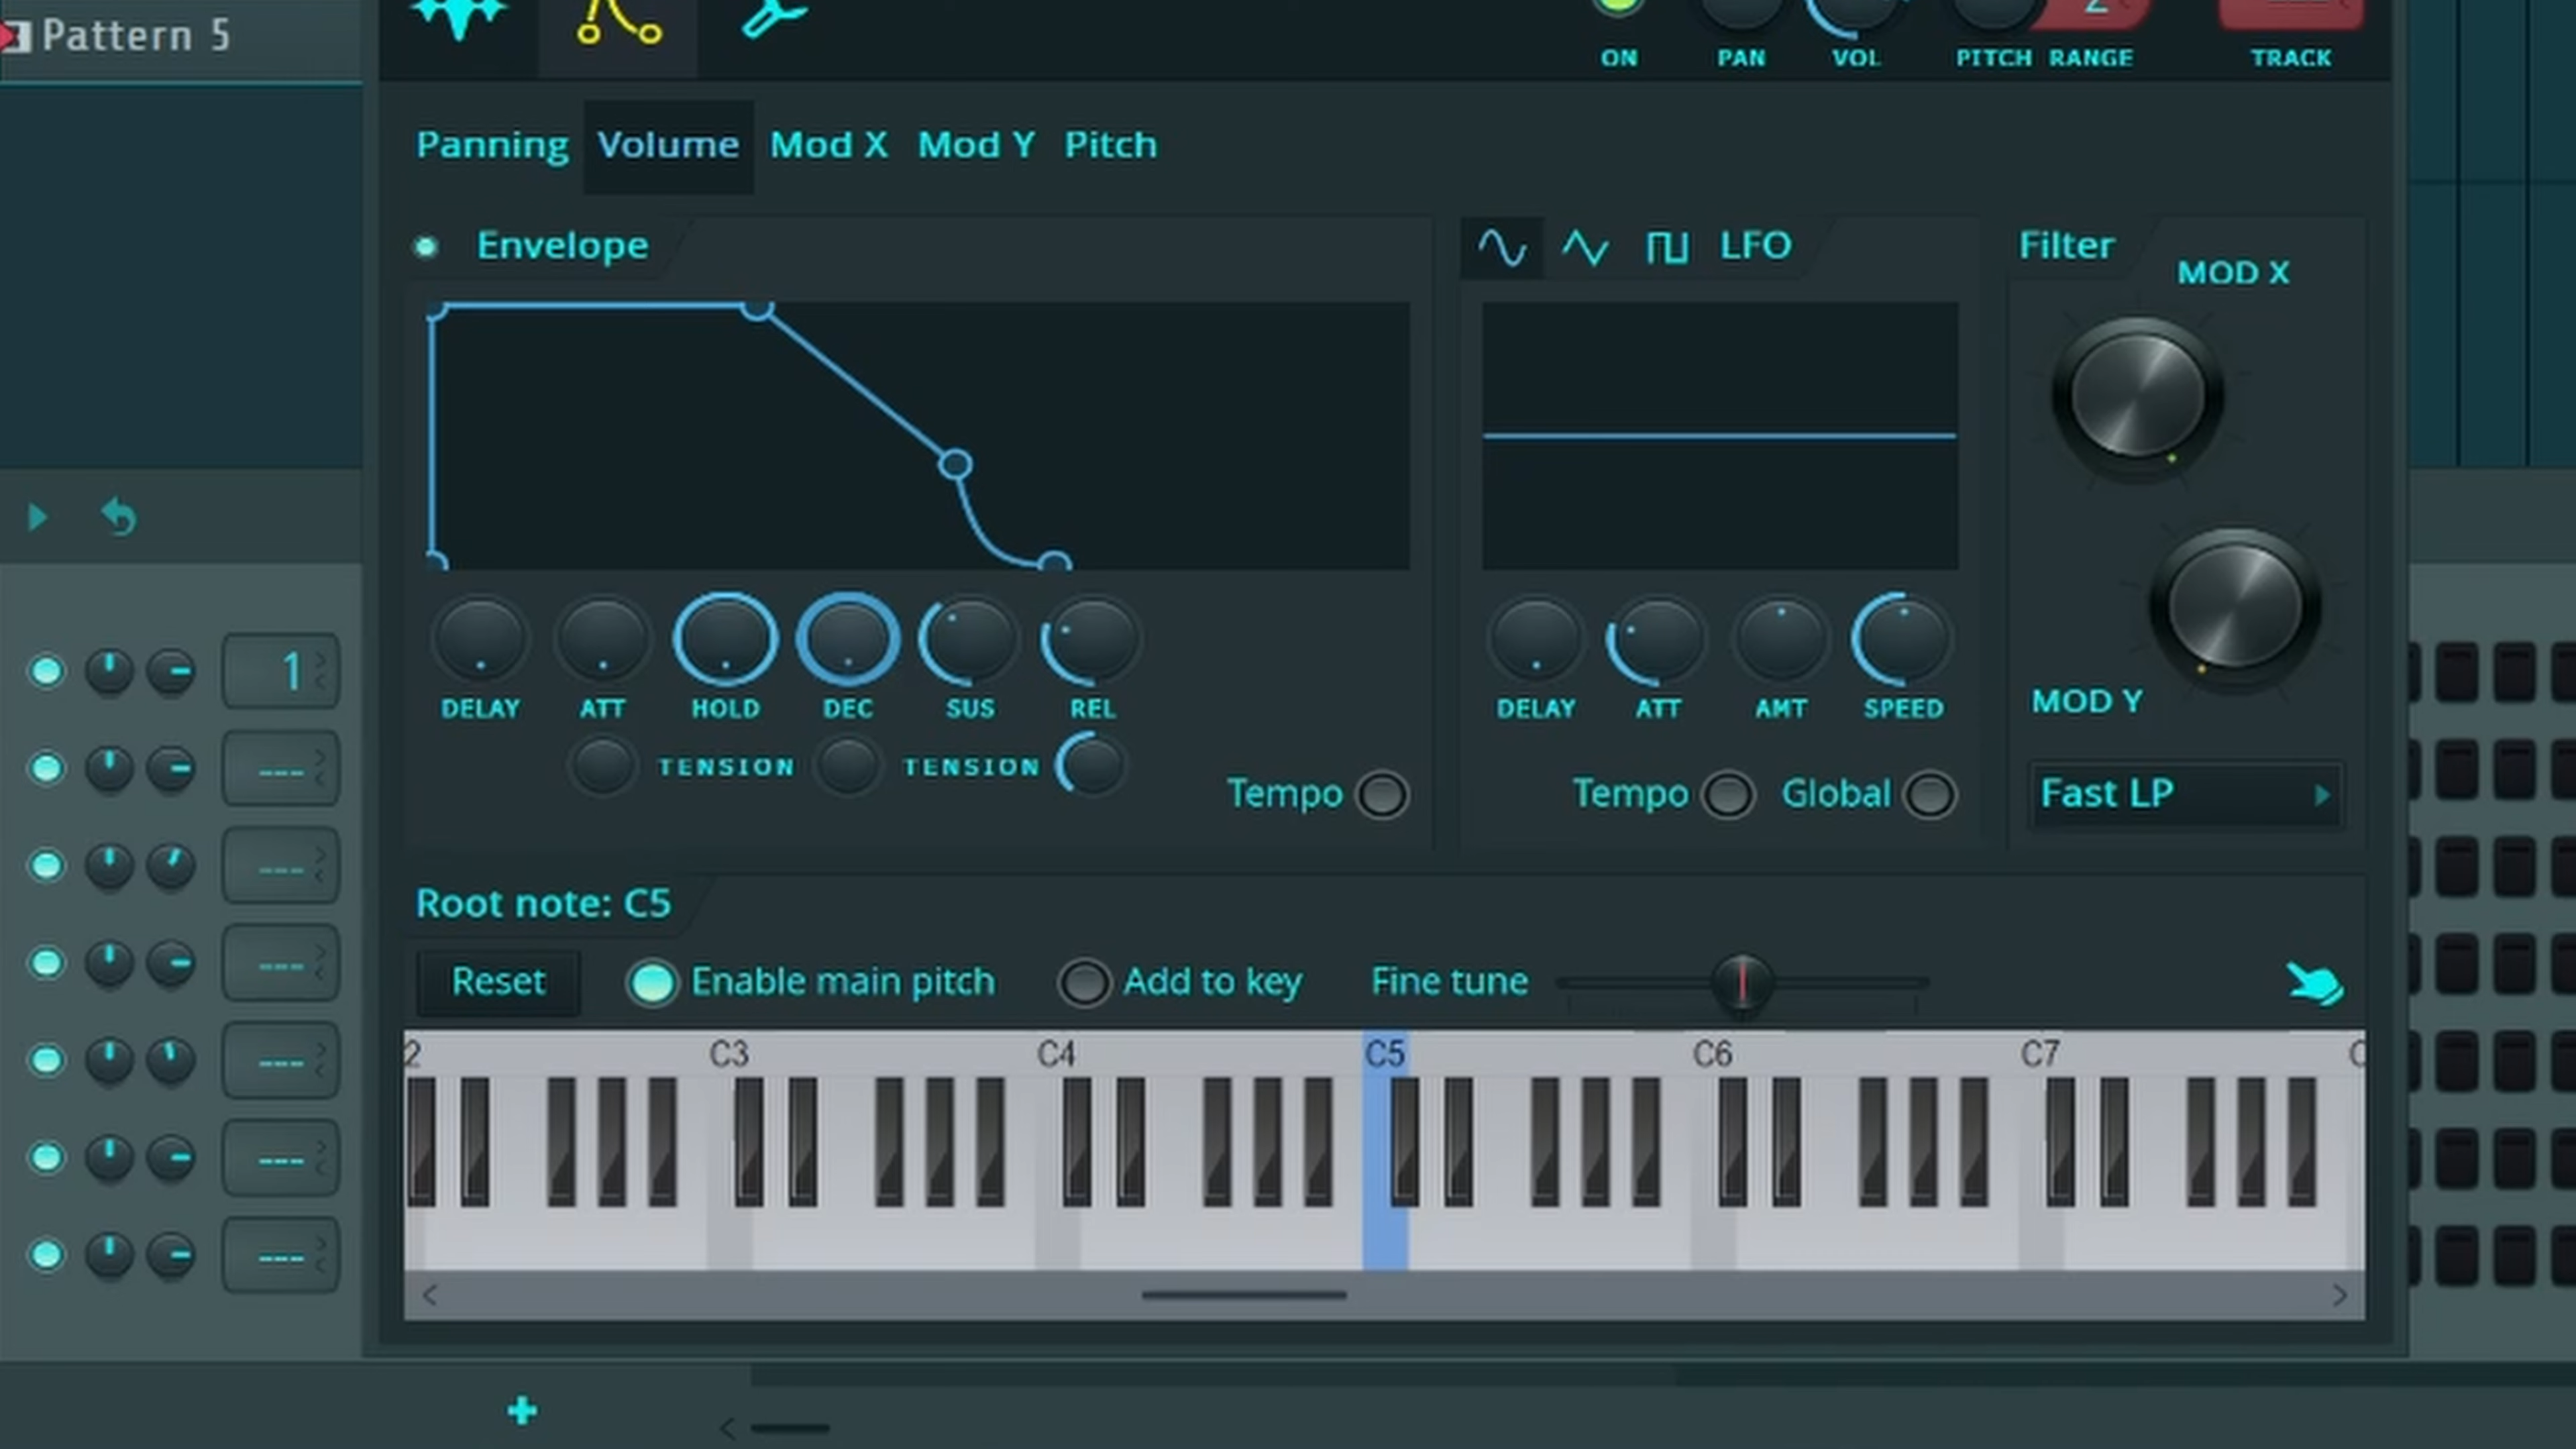 Pattern 5
ON PAN VOL PITCH RANGE TRACK
Panning Volume Mod X Mod Y Pitch
Envelope
LFO
Filter
MOD X
DELAY ATT HOLD DEC SUS REL
TENSION TENSION
Tempo
DELAY ATT AMT SPEED
Tempo Global
MOD Y
Fast LP
1
---
---
---
---
---
---
Root note: C5
Reset Enable main pitch Add to key Fine tune
2 C3 C4 C5 C6 C7